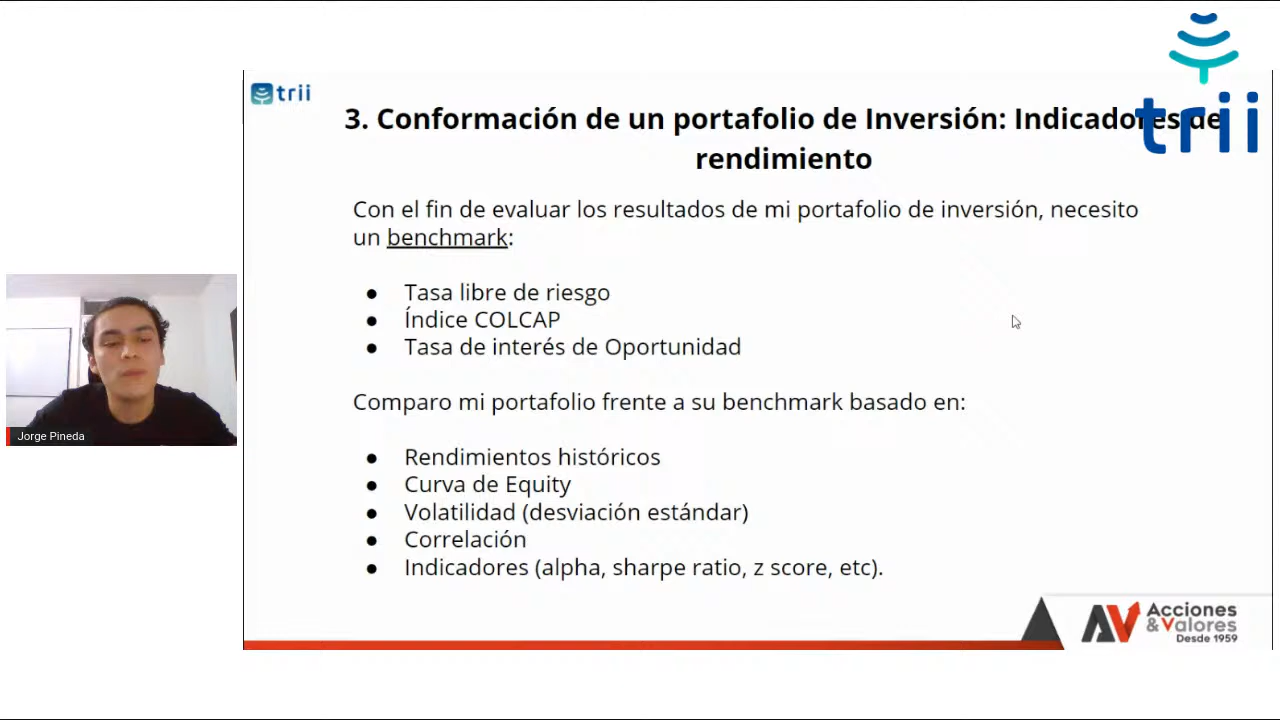 trii
trii
3. Conformación de un portafolio de Inversión: Indicadores de
rendimiento
Con el fin de evaluar los resultados de mi portafolio de inversión, necesito
un benchmark:
● Tasa libre de riesgo
● Índice COLCAP
● Tasa de interés de Oportunidad
Comparo mi portafolio frente a su benchmark basado en:
● Rendimientos históricos
● Curva de Equity
● Volatilidad (desviación estándar)
● Correlación
● Indicadores (alpha, sharpe ratio, z score, etc).
Jorge Pineda
AV Acciones
& Valores
Desde 1959